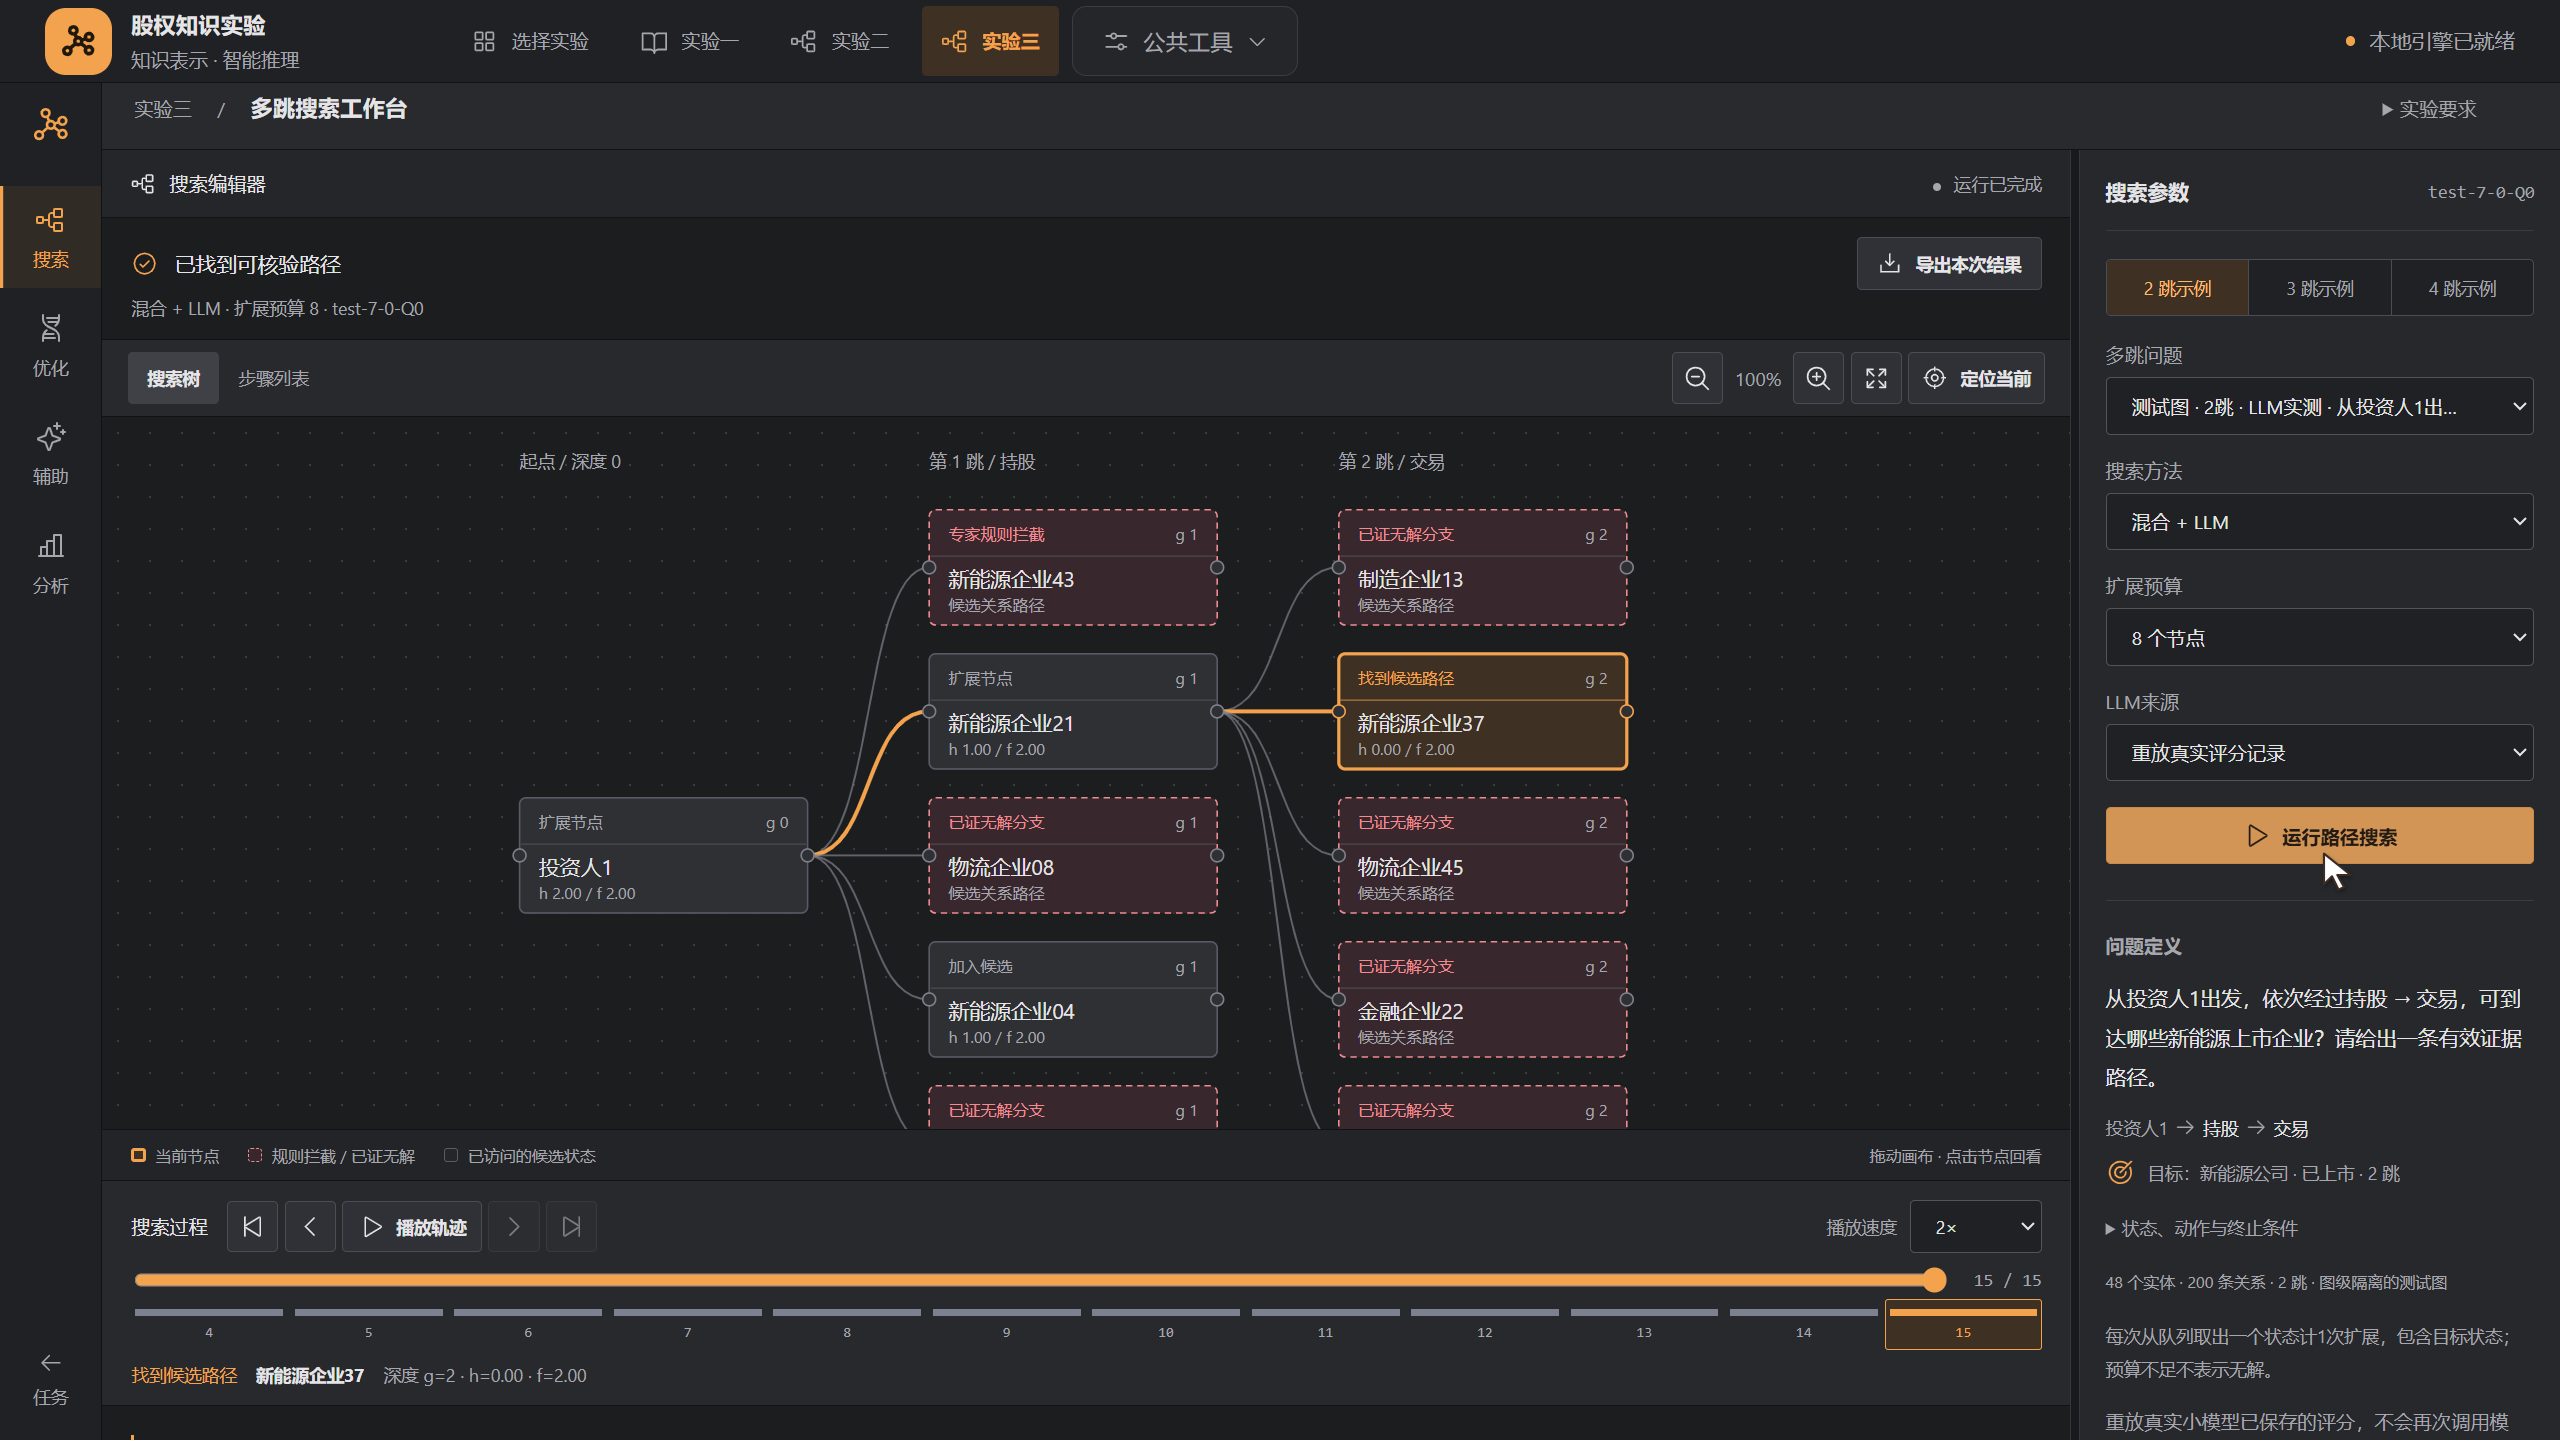 股权知识实验
知识表示 · 智能推理
选择实验
实验一
实验二
实验三
公共工具
本地引擎已就绪
实验三 / 多跳搜索工作台
实验要求
搜索
优化
辅助
分析
任务
搜索编辑器
运行已完成
已找到可核验路径
混合 + LLM · 扩展预算 8 · test-7-0-Q0
导出本次结果
搜索树
步骤列表
100%
定位当前
起点 / 深度 0
第 1 跳 / 持股
第 2 跳 / 交易
扩展节点 g 0
投资人1
h 2.00 / f 2.00
专家规则拦截 g 1
新能源企业43
候选关系路径
扩展节点 g 1
新能源企业21
h 1.00 / f 2.00
已证无解分支 g 1
物流企业08
候选关系路径
加入候选 g 1
新能源企业04
h 1.00 / f 2.00
已证无解分支 g 1
已证无解分支 g 2
制造企业13
候选关系路径
找到候选路径 g 2
新能源企业37
h 0.00 / f 2.00
已证无解分支 g 2
物流企业45
候选关系路径
已证无解分支 g 2
金融企业22
候选关系路径
已证无解分支 g 2
当前节点
规则拦截 / 已证无解
已访问的候选状态
拖动画布 · 点击节点回看
搜索过程
播放轨迹
播放速度
2×
15 / 15
4 5 6 7 8 9 10 11 12 13 14 15
找到候选路径 新能源企业37 深度 g=2 · h=0.00 · f=2.00
搜索参数
test-7-0-Q0
2 跳示例
3 跳示例
4 跳示例
多跳问题
测试图 · 2跳 · LLM实测 · 从投资人1出...
搜索方法
混合 + LLM
扩展预算
8 个节点
LLM来源
重放真实评分记录
运行路径搜索
问题定义
从投资人1出发，依次经过持股 → 交易，可到
达哪些新能源上市企业？请给出一条有效证据
路径。
投资人1 → 持股 → 交易
目标：新能源公司 · 已上市 · 2 跳
状态、动作与终止条件
48 个实体 · 200 条关系 · 2 跳 · 图级隔离的测试图
每次从队列取出一个状态计1次扩展，包含目标状态；
预算不足不表示无解。
重放真实小模型已保存的评分，不会再次调用模